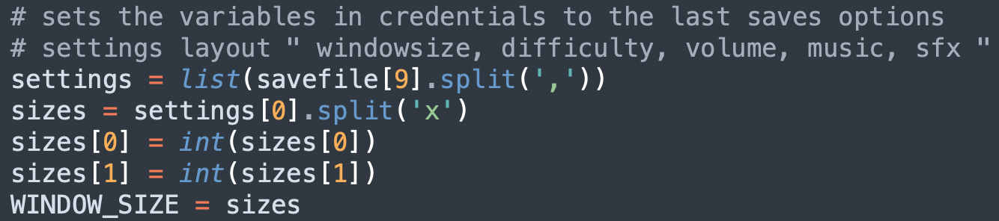 # sets the variables in credentials to the last saves options
# settings layout " windowsize, difficulty, volume, music, sfx "
settings = list(savefile[9].split(','))
sizes = settings[0].split('x')
sizes[0] = int(sizes[0])
sizes[1] = int(sizes[1])
WINDOW_SIZE = sizes